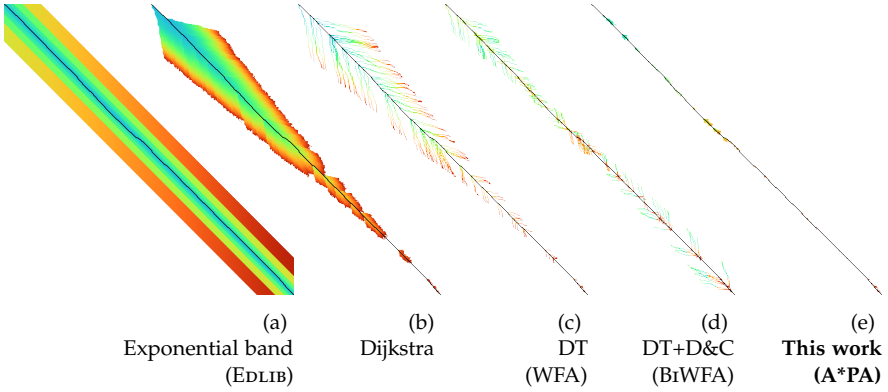 (a) (b) (c) (d) (e)
Exponential band Dijkstra DT DT+D&C This work
(EDLIB) (WFA) (BIWFA) (A*PA)